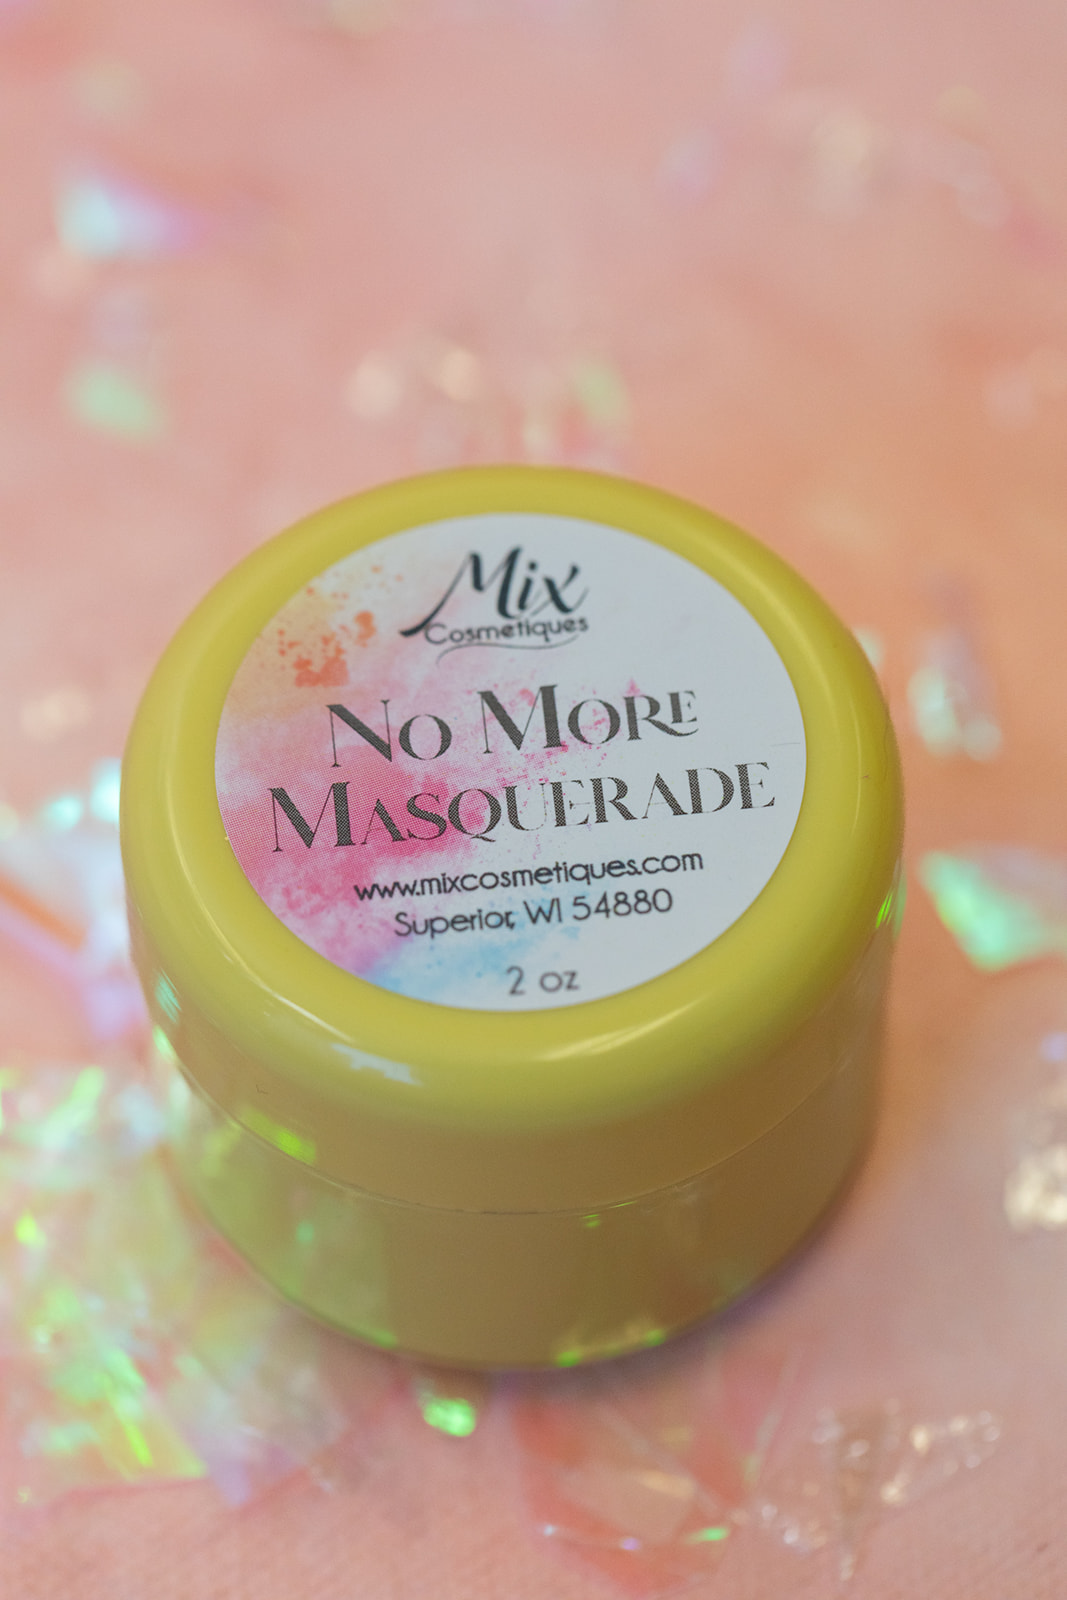 Mix
Cosmetiques
No More
Masquerade
www.mixcosmetiques.com
Superior, WI 54880
2 oz